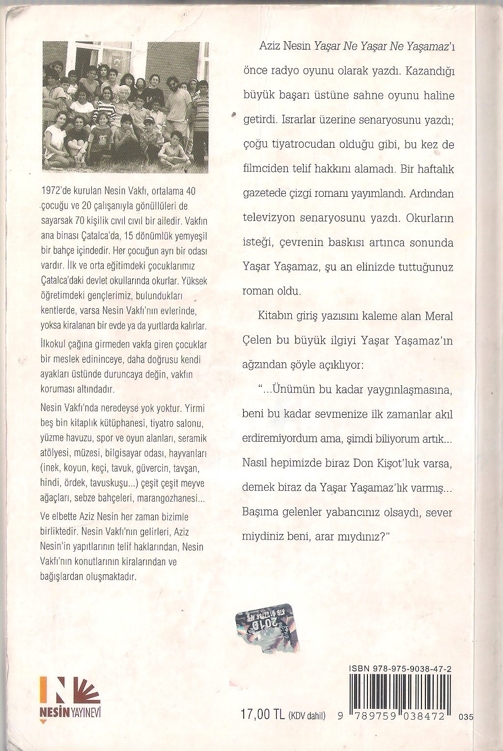 1972'de kurulan Nesin Vakfı, ortalama 40
çocuğu ve 20 çalışanıyla gönüllüleri de
sayarsak 70 kişilik cıvıl cıvıl bir ailedir. Vakfın
ana binası Çatalca'da, 15 dönümlük yemyeşil
bir bahçe içindedir. Her çocuğun ayrı bir odası
vardır. İlk ve orta eğitimdeki çocuklarımız
Çatalca'daki devlet okullarında okurlar. Yüksek
öğretimdeki gençlerimiz, bulundukları
kentlerde, varsa Nesin Vakfı'nın evlerinde,
yoksa kiralanan bir evde ya da yurtlarda kalırlar.
İlkokul çağına girmeden vakfa giren çocuklar
bir meslek edininceye, daha doğrusu kendi
ayakları üstünde duruncaya değin, vakfın
koruması altındadır.
Nesin Vakfı'nda neredeyse yok yoktur. Yirmi
beş bin kitaplık kütüphanesi, tiyatro salonu,
yüzme havuzu, spor ve oyun alanları, seramik
atölyesi, müzesi, bilgisayar odası, hayvanları
(inek, koyun, keçi, tavuk, güvercin, tavşan,
hindi, ördek, tavuskuşu...) çeşit çeşit meyve
ağaçları, sebze bahçeleri, marangozhanesi...
Ve elbette Aziz Nesin her zaman bizimle
birliktedir. Nesin Vakfı'nın gelirleri, Aziz
Nesin'in yapıtlarının telif haklarından, Nesin
Vakfı'nın konutlarının kiralarından ve
bağışlardan oluşmaktadır.
Aziz Nesin Yaşar Ne Yaşar Ne Yaşamaz'ı
önce radyo oyunu olarak yazdı. Kazandığı
büyük başarı üstüne sahne oyunu haline
getirdi. Israrlar üzerine senaryosunu yazdı;
çoğu tiyatrocudan olduğu gibi, bu kez de
filmciden telif hakkını alamadı. Bir haftalık
gazetede çizgi romanı yayımlandı. Ardından
televizyon senaryosunu yazdı. Okurların
isteği, çevrenin baskısı artınca sonunda
Yaşar Yaşamaz, şu an elinizde tuttuğunuz
roman oldu.
Kitabın giriş yazısını kaleme alan Meral
Çelen bu büyük ilgiyi Yaşar Yaşamaz'ın
ağzından şöyle açıklıyor:
"...Ünümün bu kadar yaygınlaşmasına,
beni bu kadar sevmenize ilk zamanlar akıl
erdiremiyordum ama, şimdi biliyorum artık...
Nasıl hepimizde biraz Don Kişot'luk varsa,
demek biraz da Yaşar Yaşamaz'lık varmış...
Başıma gelenler yabancınız olsaydı, sever
miydiniz beni, arar mıydınız?"
2016
NESİN YAYINEVİ
17,00 TL (KDV dahil)
ISBN 978-975-9038-47-2
9 789759 038472
035